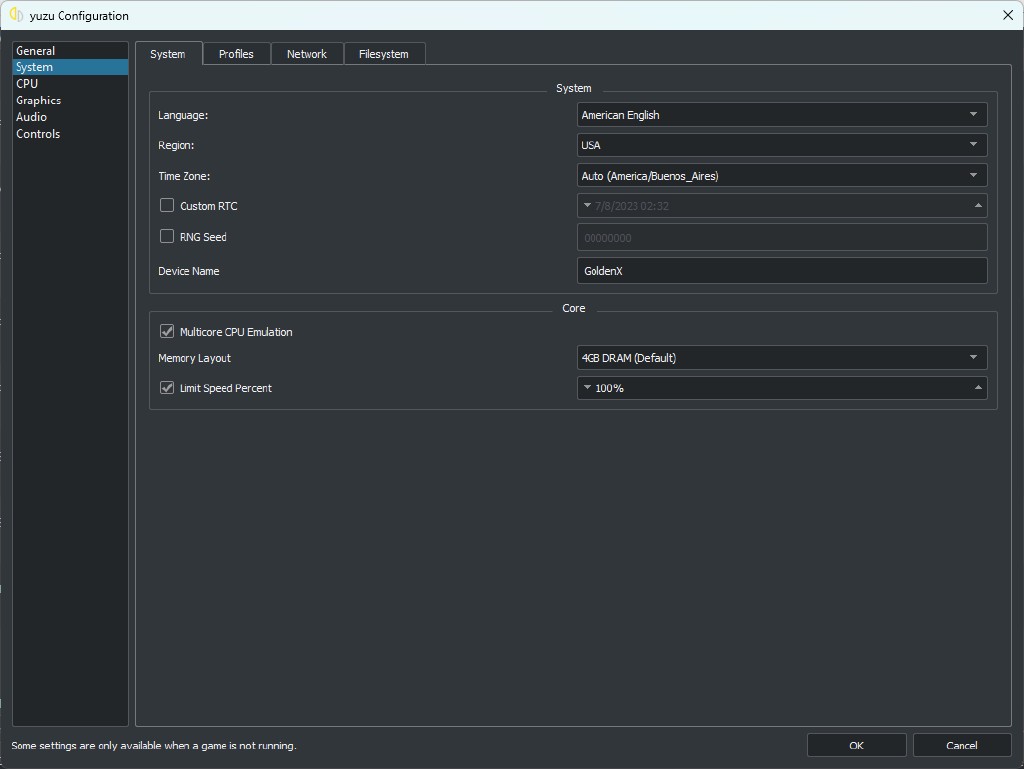 yuzu Configuration
General
System
CPU
Graphics
Audio
Controls
System Profiles Network Filesystem
System
Language: American English
Region: USA
Time Zone: Auto (America/Buenos_Aires)
Custom RTC 7/8/2023 02:32
RNG Seed 00000000
Device Name GoldenX
Core
Multicore CPU Emulation
Memory Layout 4GB DRAM (Default)
Limit Speed Percent 100%
Some settings are only available when a game is not running.
OK Cancel